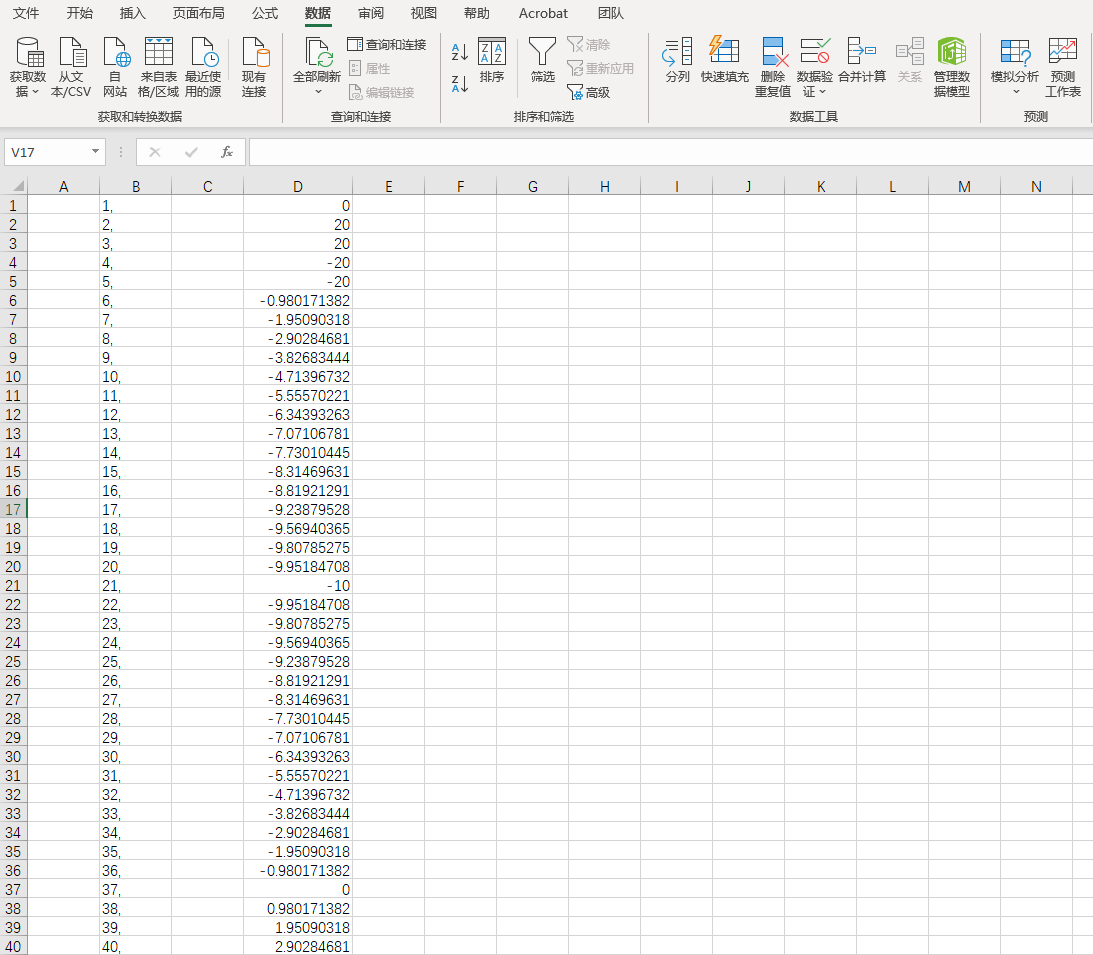 文件 开始 插入 页面布局 公式 数据 审阅 视图 帮助 Acrobat 团队
获取数据 从文本/CSV 自网站 来自表格/区域 最近使用的源 现有连接
全部刷新 查询和连接 属性 编辑链接
排序 筛选 清除 重新应用 高级
分列 快速填充 删除重复值 数据验证 合并计算 关系 管理数据模型
模拟分析 预测工作表
获取和转换数据 查询和连接 排序和筛选 数据工具 预测
V17 fx
A B C D E F G H I J K L M N
1 1, 0
2 2, 20
3 3, 20
4 4, -20
5 5, -20
6 6, -0.980171382
7 7, -1.95090318
8 8, -2.90284681
9 9, -3.82683444
10 10, -4.71396732
11 11, -5.55570221
12 12, -6.34393263
13 13, -7.07106781
14 14, -7.73010445
15 15, -8.31469631
16 16, -8.81921291
17 17, -9.23879528
18 18, -9.56940365
19 19, -9.80785275
20 20, -9.95184708
21 21, -10
22 22, -9.95184708
23 23, -9.80785275
24 24, -9.56940365
25 25, -9.23879528
26 26, -8.81921291
27 27, -8.31469631
28 28, -7.73010445
29 29, -7.07106781
30 30, -6.34393263
31 31, -5.55570221
32 32, -4.71396732
33 33, -3.82683444
34 34, -2.90284681
35 35, -1.95090318
36 36, -0.980171382
37 37, 0
38 38, 0.980171382
39 39, 1.95090318
40 40, 2.90284681